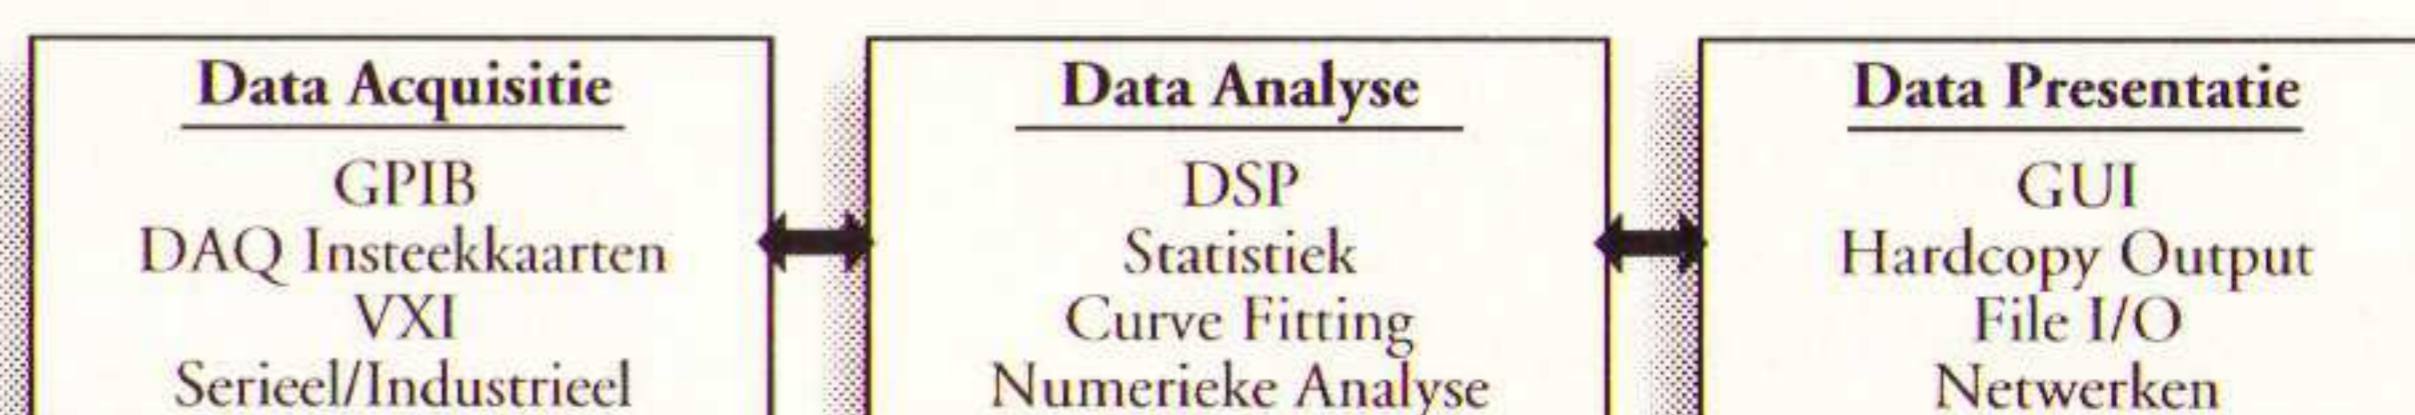 Data Acquisitie
GPIB
DAQ Insteekkaarten
VXI
Serieel/Industrieel
Data Analyse
DSP
Statistiek
Curve Fitting
Numerieke Analyse
Data Presentatie
GUI
Hardcopy Output
File I/O
Netwerken